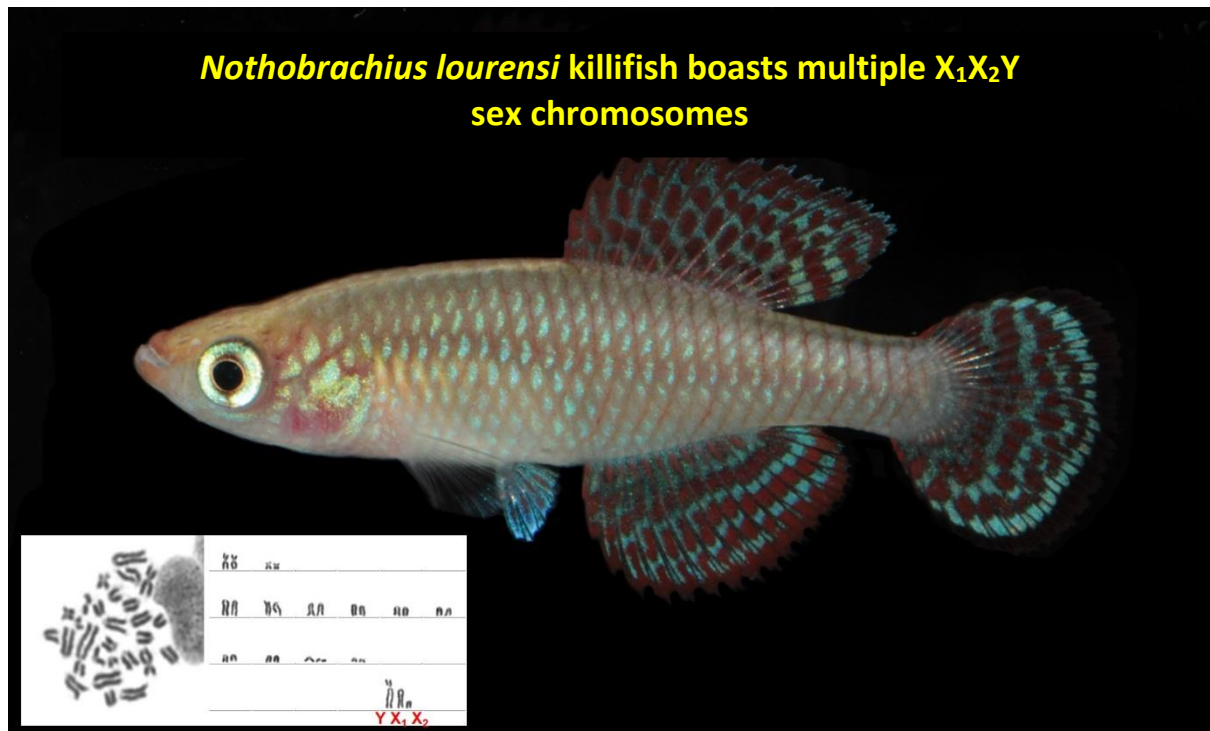 Nothobrachius lourensi killifish boasts multiple X₁X₂Y
sex chromosomes
Y X₁ X₂